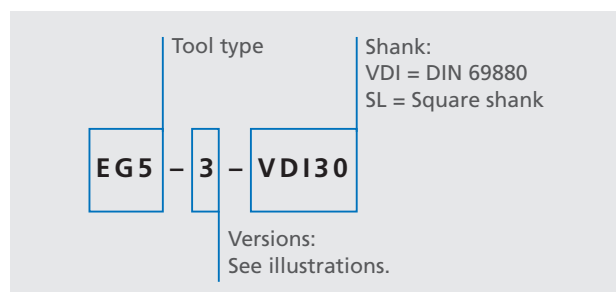 Tool type
Shank:
VDI = DIN 69880
SL = Square shank
EG5 – 3 – VDI30
Versions:
See illustrations.